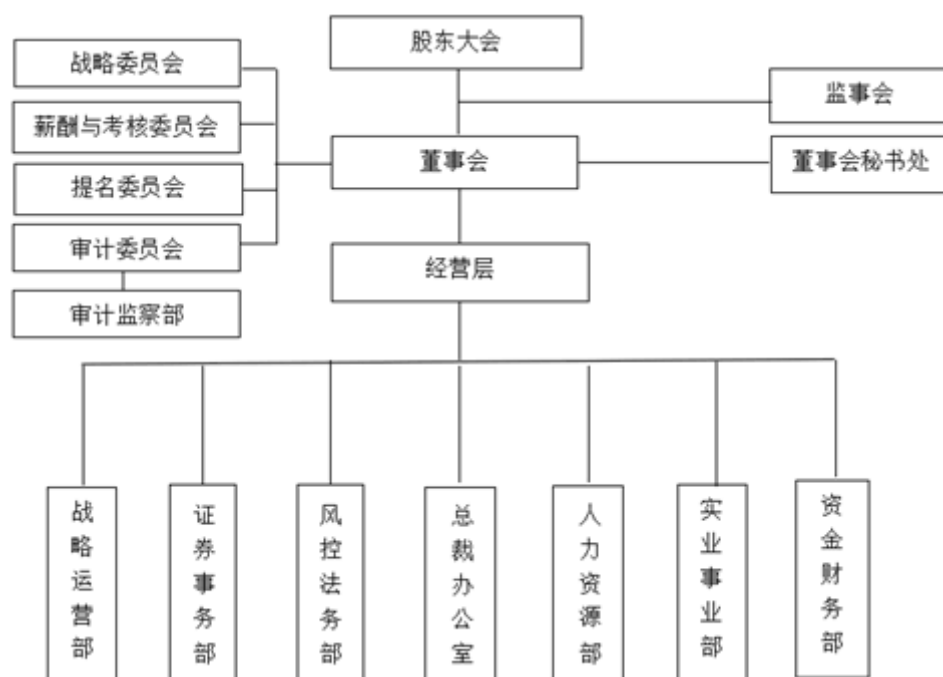 股东大会
战略委员会
监事会
薪酬与考核委员会
董事会
董事会秘书处
提名委员会
审计委员会
经营层
审计监察部
战略运营部
证券事务部
风控法务部
总裁办公室
人力资源部
实业事业部
资金财务部